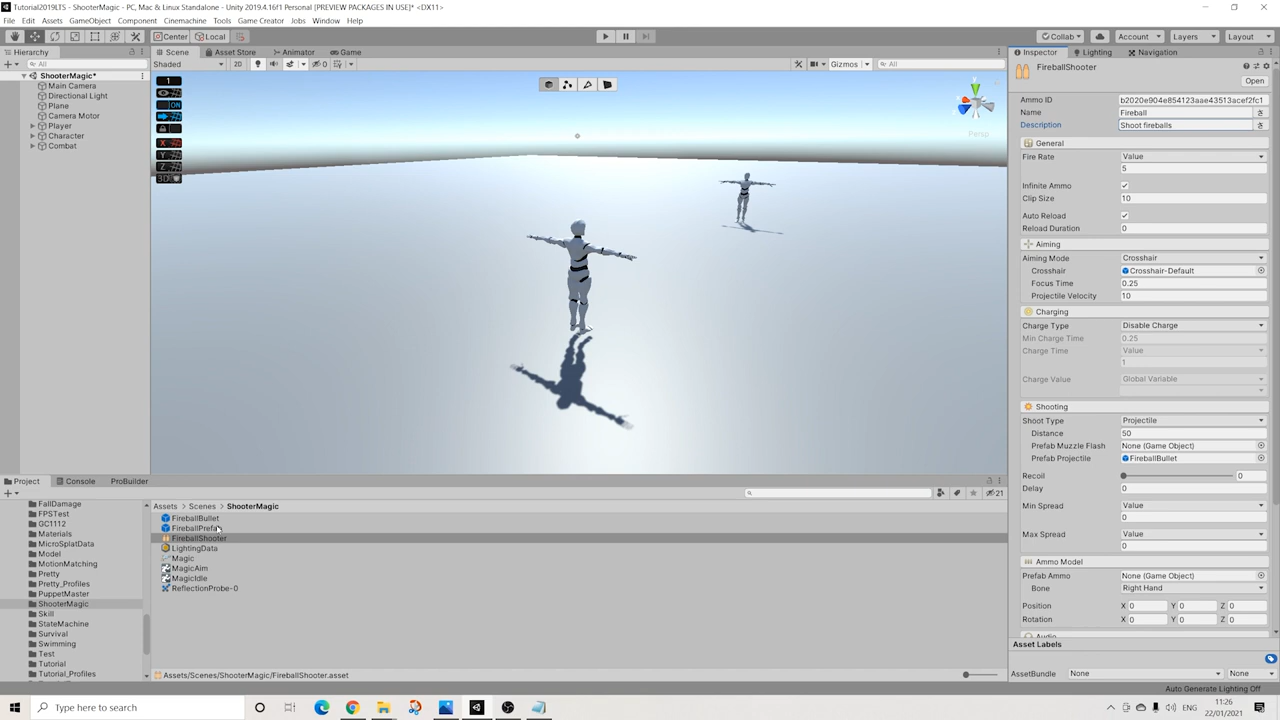 Tutorial2019LTS - ShooterMagic - PC, Mac & Linux Standalone - Unity 2019.4.16f1 Personal [PREVIEW PACKAGES IN USE]* <DX11>
File Edit Assets GameObject Component Cinemachine Tools Game Creator Jobs Window Help
Center Local Collab Account Layers Layout
Hierarchy Scene Asset Store Animator Game Inspector Lighting Navigation
All Shaded 2D 0 Gizmos All
ShooterMagic*
Main Camera
Directional Light
Plane
Camera Motor
Player
Character
Combat
1
ON
X
Y
Z
3D
Persp
FireballShooter
Open
Ammo ID b2020e904e854123aae43513acef2fc1
Name Fireball
Description Shoot fireballs
General
Fire Rate Value
5
Infinite Ammo
Clip Size 10
Auto Reload
Reload Duration 0
Aiming
Aiming Mode Crosshair
Crosshair Crosshair-Default
Focus Time 0.25
Projectile Velocity 10
Charging
Charge Type Disable Charge
Min Charge Time 0.25
Charge Time Value
1
Charge Value Global Variable
Shooting
Shoot Type Projectile
Distance 50
Prefab Muzzle Flash None (Game Object)
Prefab Projectile FireballBullet
Recoil 0
Delay 0
Min Spread Value
0
Max Spread Value
0
Ammo Model
Prefab Ammo None (Game Object)
Bone Right Hand
Position X 0 Y 0 Z 0
Rotation X 0 Y 0 Z 0
Audio
Asset Labels
AssetBundle None None
Auto Generate Lighting Off
Project Console ProBuilder
21
FallDamage
FPSTest
GC1112
Materials
MicroSplatData
Model
MotionMatching
Pretty
Pretty_Profiles
PuppetMaster
ShooterMagic
Skill
StateMachine
Survival
Swimming
Test
Tutorial
Tutorial_Profiles
Assets > Scenes > ShooterMagic
FireballBullet
FireballPrefab
FireballShooter
LightingData
Magic
MagicAim
MagicIdle
ReflectionProbe-0
Assets/Scenes/ShooterMagic/FireballShooter.asset
Type here to search
ENG
11:26
22/01/2021